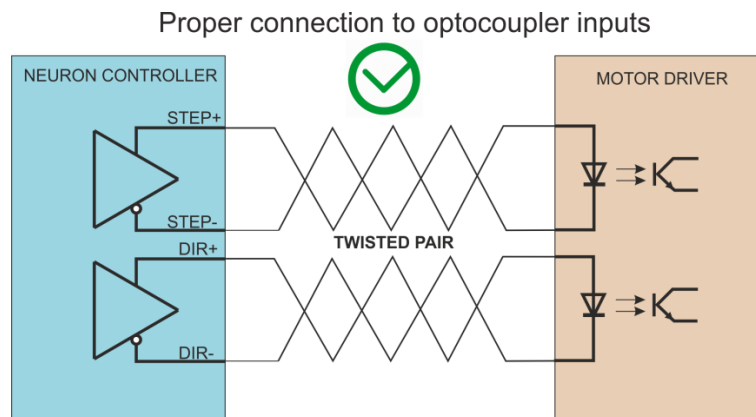 Proper connection to optocoupler inputs
NEURON CONTROLLER
MOTOR DRIVER
STEP+
STEP-
TWISTED PAIR
DIR+
DIR-